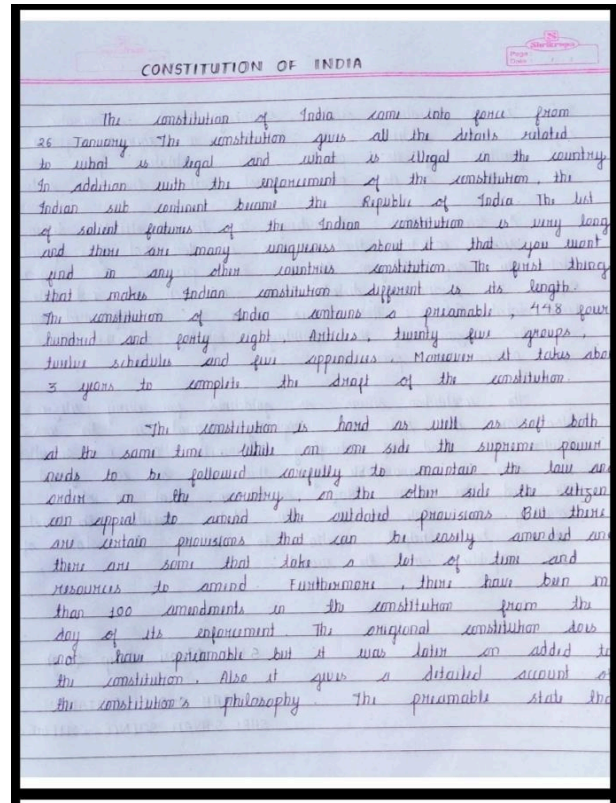 Page
Date
CONSTITUTION OF INDIA
The constitution of India came into force from
26 January The constitution gives all the details related
to what is legal and what is illegal in the country.
In addition with the enforcement of the constitution, the
Indian sub continent became the Republic of India The list
of salient features of the Indian constitution is very long
and there are many uniqueness about it that you wont
find in any other countries constitution. The first thing
that makes Indian constitution different is its length.
The constitution of India contains a preamable, 448 four
hundred and forty eight. Articles, twenty five groups,
twelve schedules and five appendices Moreover it takes abo
3 years to complete the draft of the constitution.
The constitution is hard as well as soft both
at the same time While on one side the supreme power
needs to be followed carefully to maintain the law an
order in the country, on the other side the citizen
can appeal to amend the outdated provisions. But there
are certain provisions that can be easily amended an
there are some that take a lot of time and
resources to amend Furthermore, there have been m
than 100 amendments in the constitution from the
day of its enforcement. The origional constitution does
not have preamable but it was later on added to
the constitution. Also it gives a detailed account o
the constitution's philosophy. The preamable state tha